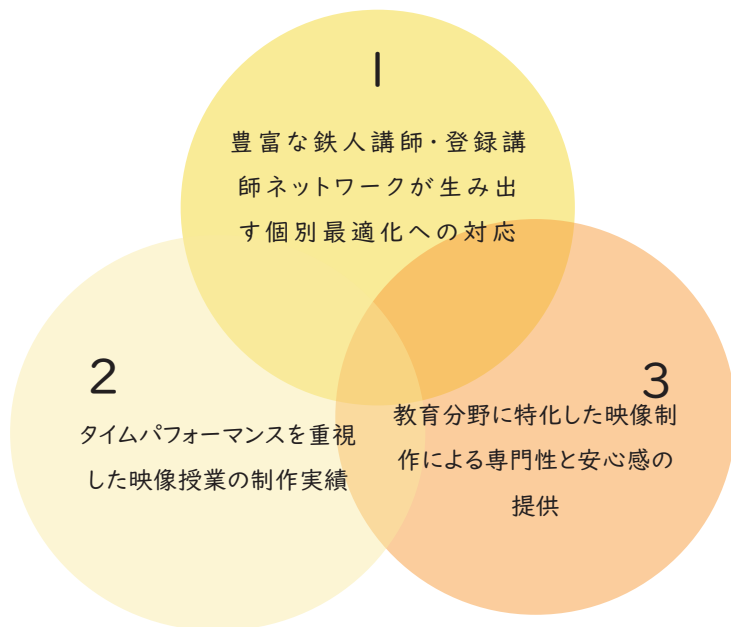 1
豊富な鉄人講師・登録講
師ネットワークが生み出
す個別最適化への対応
2
タイムパフォーマンスを重視
した映像授業の制作実績
3
教育分野に特化した映像制
作による専門性と安心感の
提供